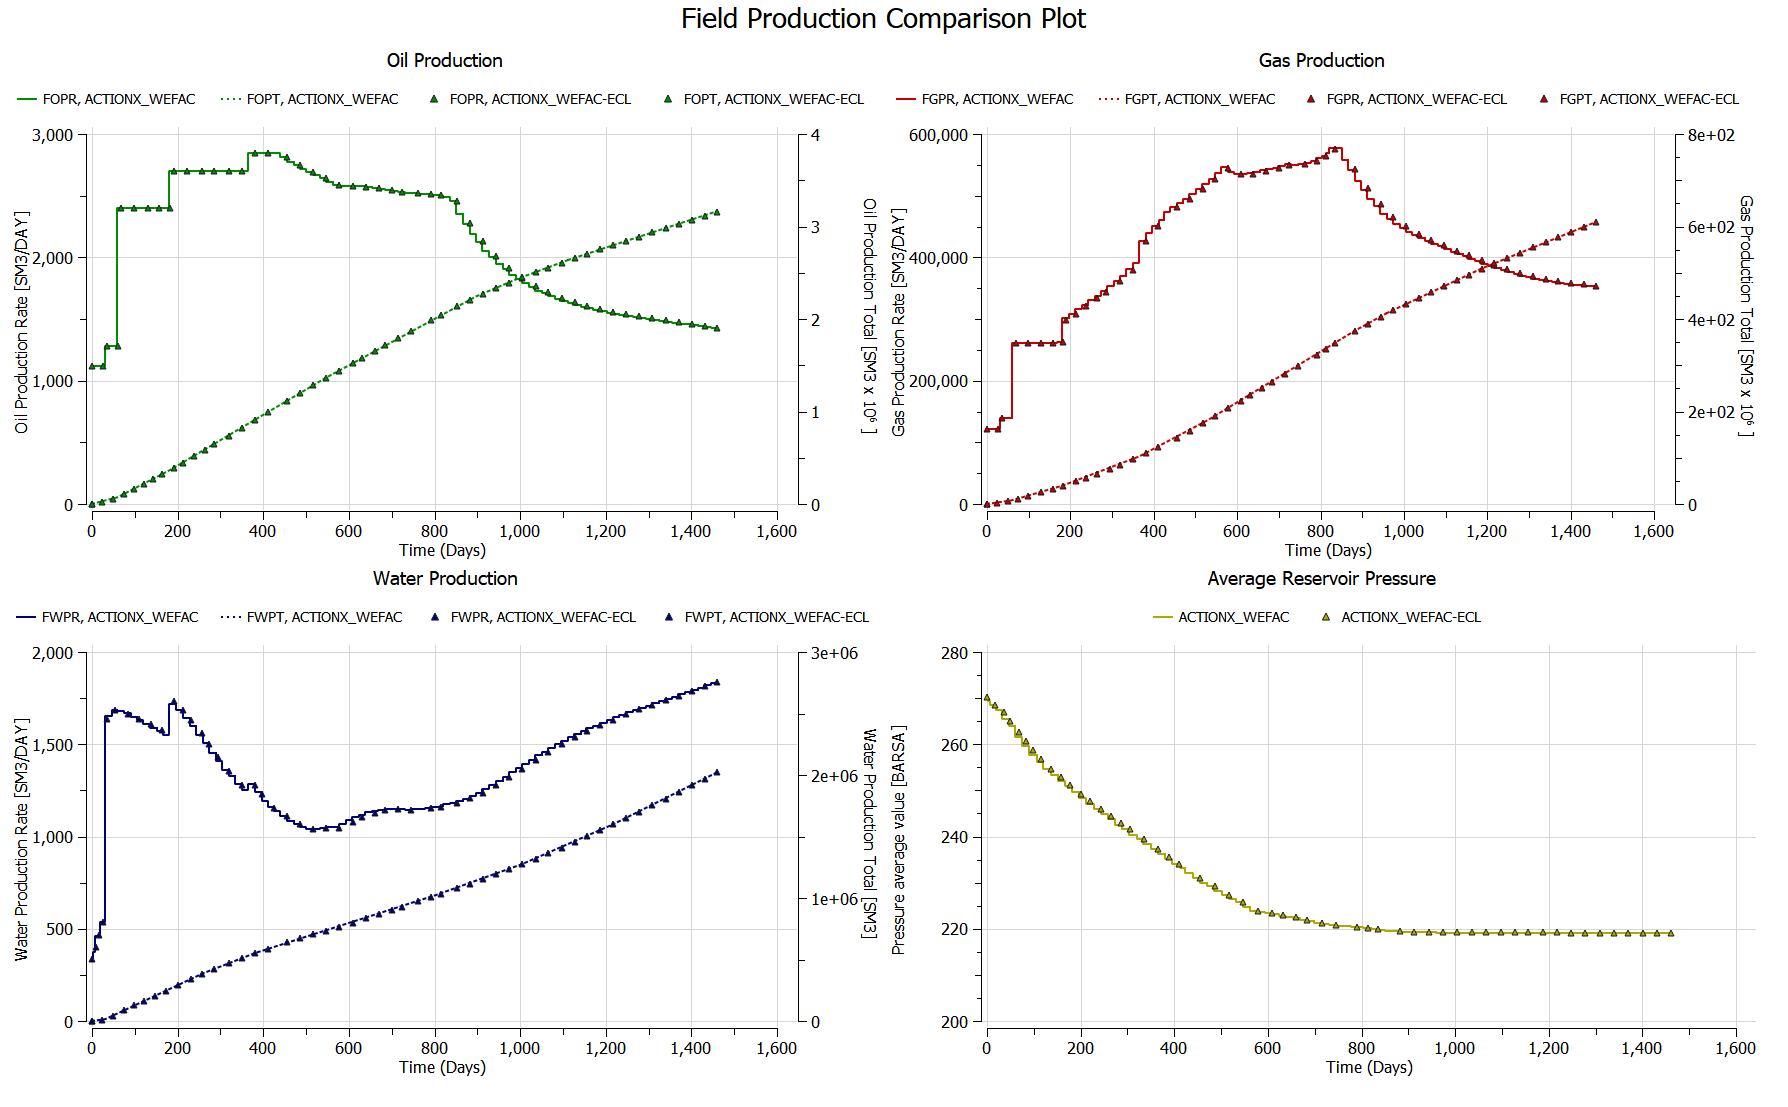 Field Production Comparison Plot
Oil Production
FOPR, ACTIONX_WEFAC FOPT, ACTIONX_WEFAC FOPR, ACTIONX_WEFAC-ECL FOPT, ACTIONX_WEFAC-ECL
3,000
2,000
1,000
0
Oil Production Rate [SM3/DAY]
4
3
2
1
0
Oil Production Total [SM3 x 10⁶ ]
0 200 400 600 800 1,000 1,200 1,400 1,600
Time (Days)
Gas Production
FGPR, ACTIONX_WEFAC FGPT, ACTIONX_WEFAC FGPR, ACTIONX_WEFAC-ECL FGPT, ACTIONX_WEFAC-ECL
600,000
400,000
200,000
0
Gas Production Rate [SM3/DAY]
8e+02
6e+02
4e+02
2e+02
0
Gas Production Total [SM3 x 10⁶ ]
0 200 400 600 800 1,000 1,200 1,400 1,600
Time (Days)
Water Production
FWPR, ACTIONX_WEFAC FWPT, ACTIONX_WEFAC FWPR, ACTIONX_WEFAC-ECL FWPT, ACTIONX_WEFAC-ECL
2,000
1,500
1,000
500
0
Water Production Rate [SM3/DAY]
3e+06
2e+06
1e+06
0
Water Production Total [SM3]
0 200 400 600 800 1,000 1,200 1,400 1,600
Time (Days)
Average Reservoir Pressure
ACTIONX_WEFAC ACTIONX_WEFAC-ECL
280
260
240
220
200
Pressure average value [BARSA]
0 200 400 600 800 1,000 1,200 1,400 1,600
Time (Days)